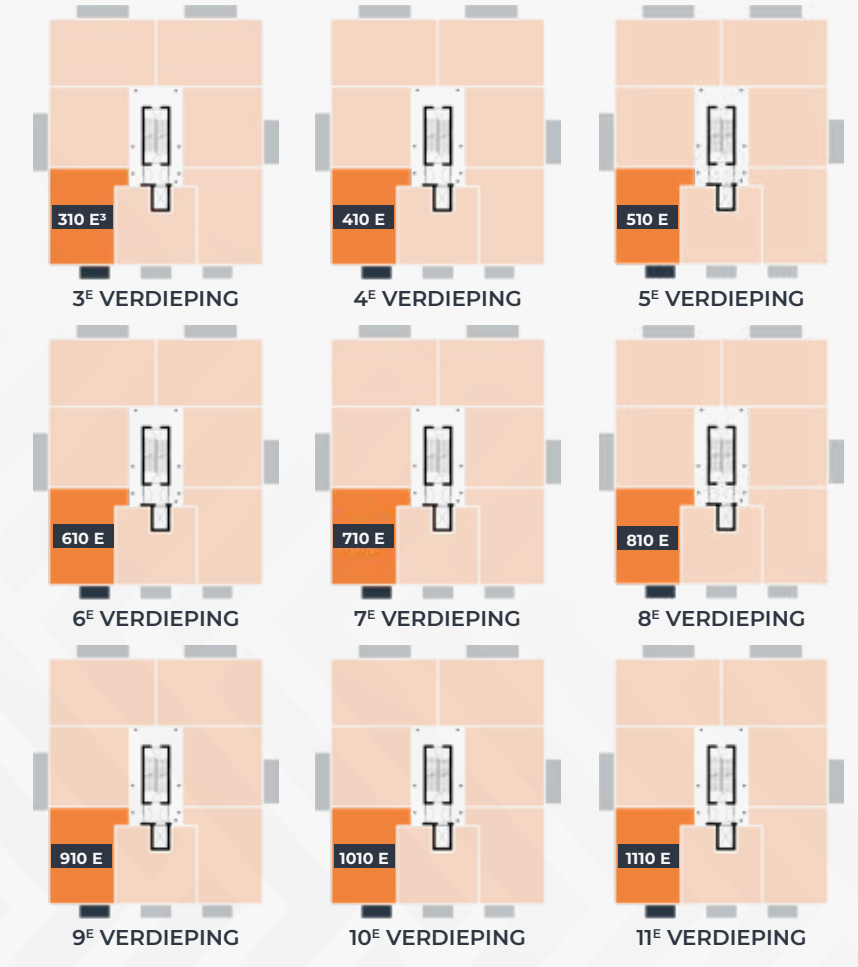 310 E³
410 E
510 E
3ᴱ VERDIEPING
4ᴱ VERDIEPING
5ᴱ VERDIEPING
610 E
710 E
810 E
6ᴱ VERDIEPING
7ᴱ VERDIEPING
8ᴱ VERDIEPING
910 E
1010 E
1110 E
9ᴱ VERDIEPING
10ᴱ VERDIEPING
11ᴱ VERDIEPING